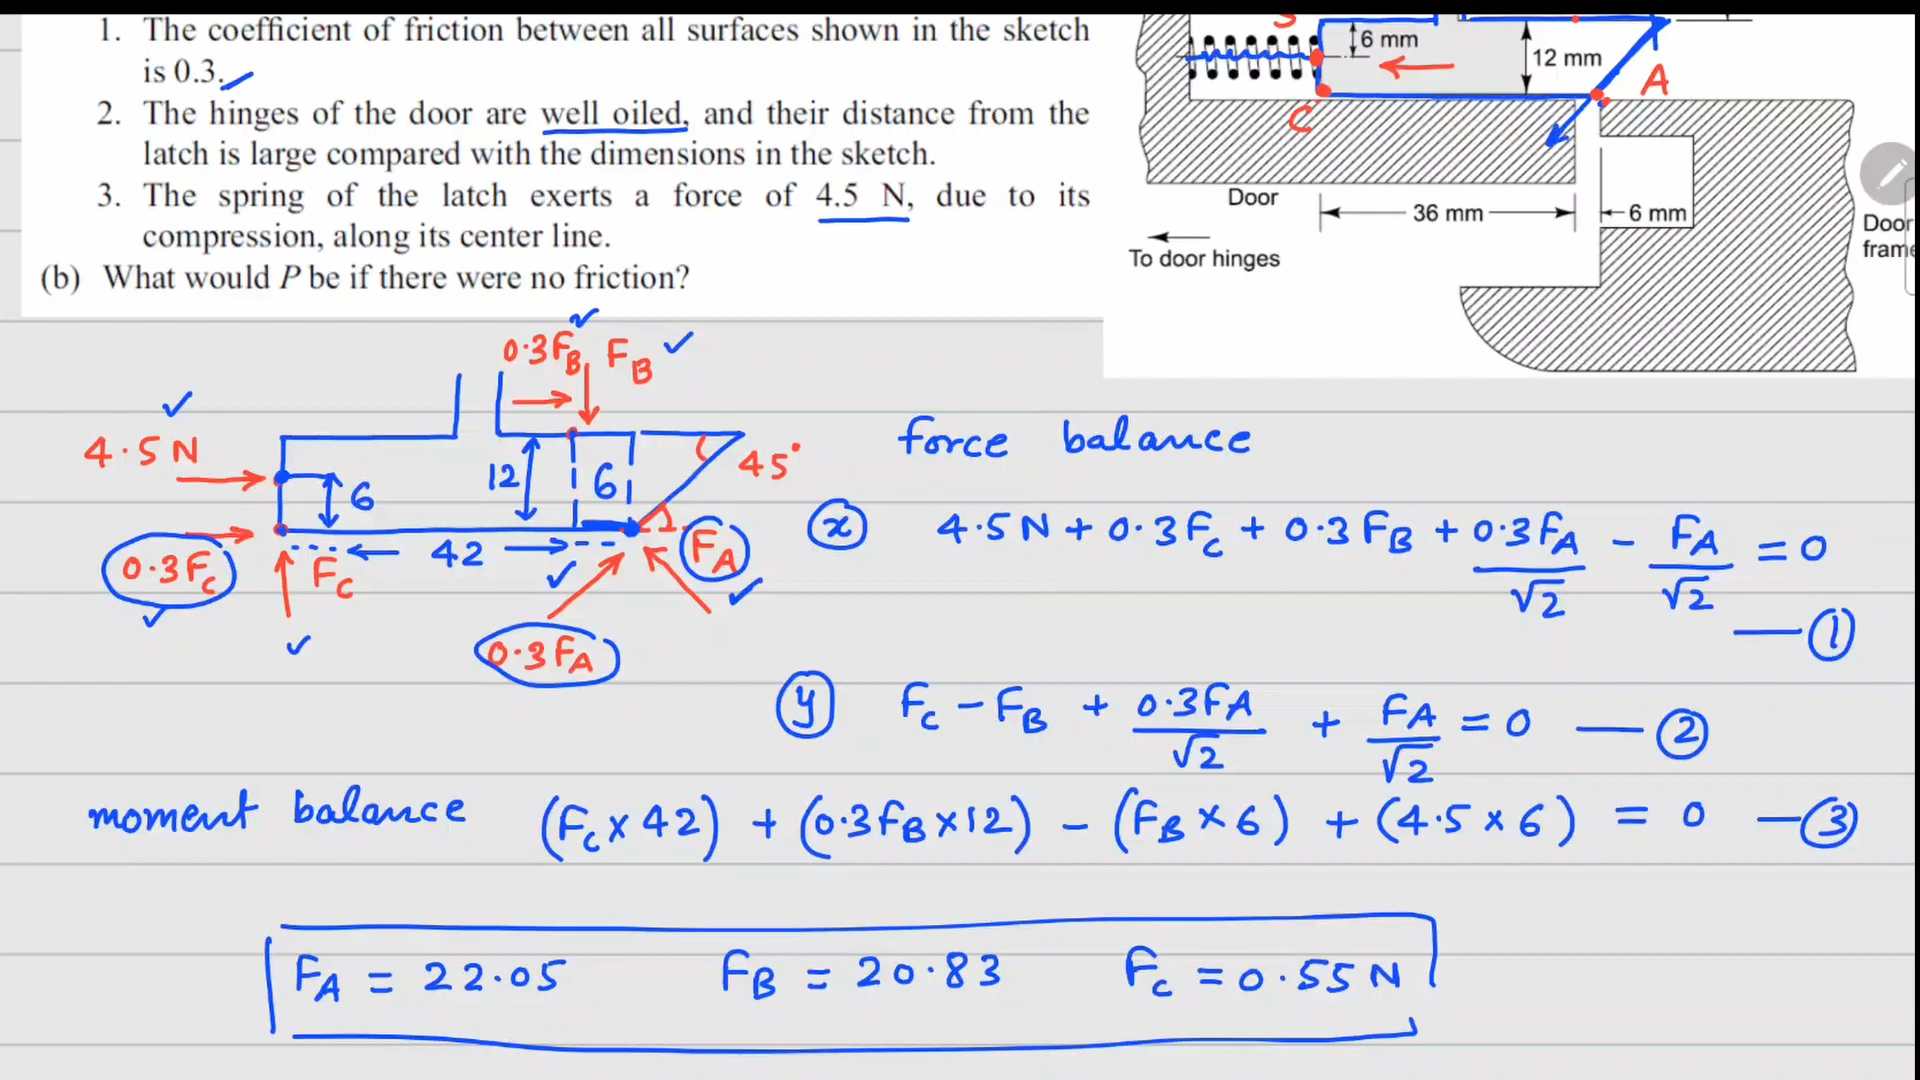 1. The coefficient of friction between all surfaces shown in the sketch
is 0.3.
2. The hinges of the door are well oiled, and their distance from the
latch is large compared with the dimensions in the sketch.
3. The spring of the latch exerts a force of 4.5 N, due to its
compression, along its center line.
(b) What would P be if there were no friction?
S
6 mm
12 mm
A
C
Door
36 mm
6 mm
Door
frame
To door hinges
0.3FB FB
4.5N
6
12
6
45°
0.3Fc
Fc
42
FA
0.3FA
force balance
(x) 4.5N + 0.3Fc + 0.3FB + 0.3FA/√2 - FA/√2 = 0
—(1)
(y) Fc - FB + 0.3FA/√2 + FA/√2 = 0 —(2)
moment balance (Fc×42) + (0.3FB×12) - (FB×6) + (4.5×6) = 0 —(3)
FA = 22.05 FB = 20.83 Fc = 0.55N